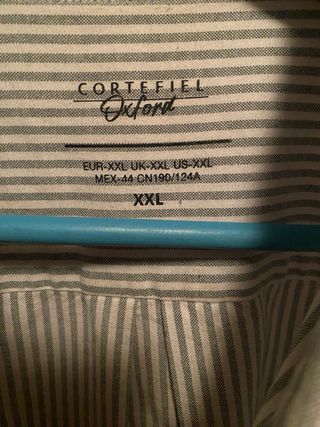 CORTEFIEL
Oxford
EUR-XXL UK-XXL US-XXL
MEX-44 CN190/124A
XXL